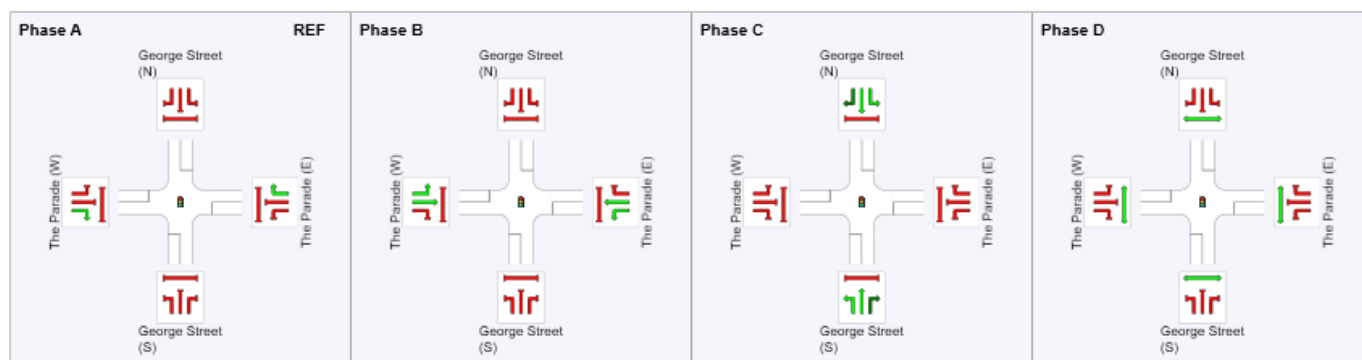 Phase A REF
George Street
(N)
The Parade (W)
The Parade (E)
George Street
(S)
Phase B
George Street
(N)
The Parade (W)
The Parade (E)
George Street
(S)
Phase C
George Street
(N)
The Parade (W)
The Parade (E)
George Street
(S)
Phase D
George Street
(N)
The Parade (W)
The Parade (E)
George Street
(S)